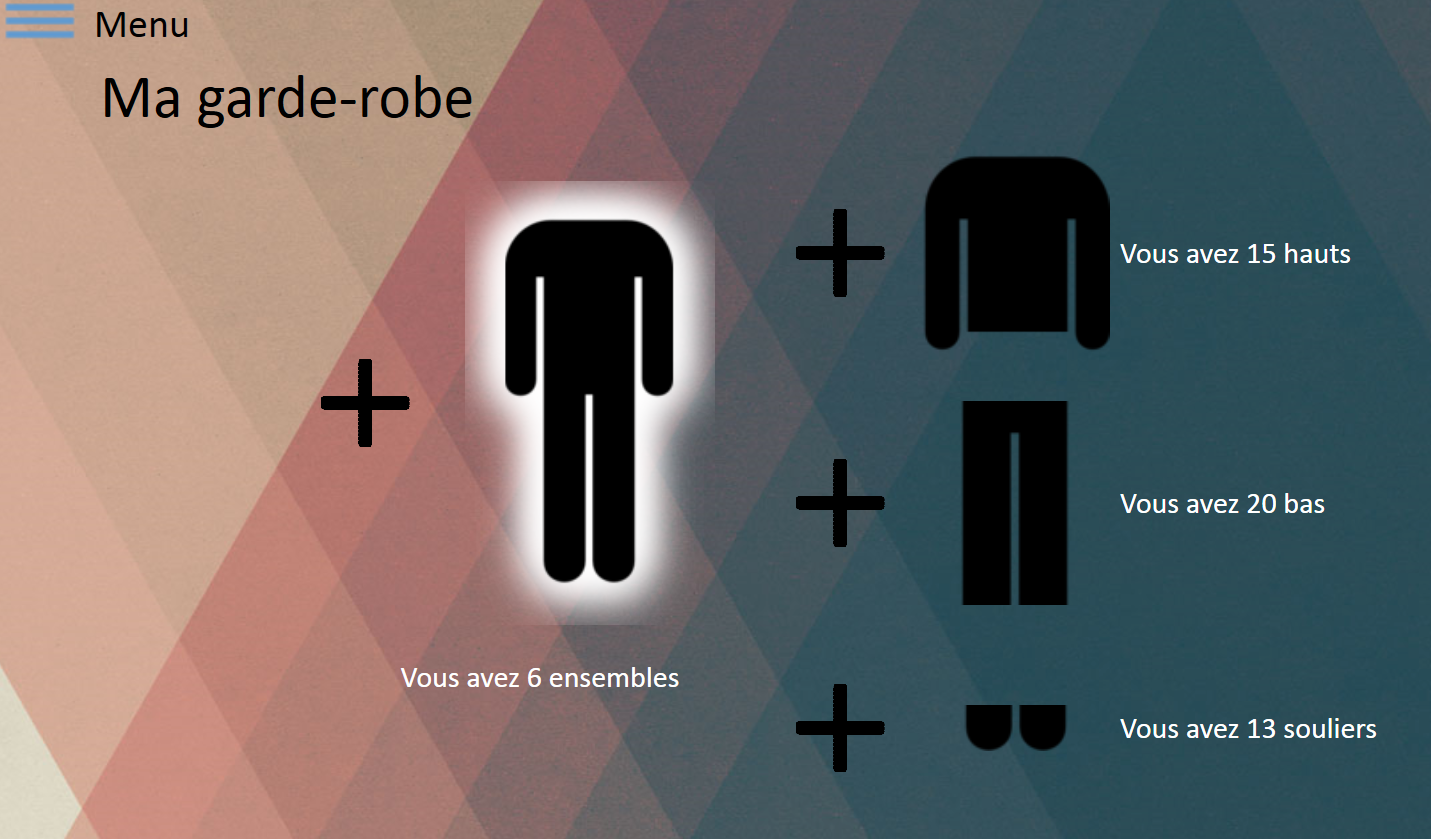 Menu
Ma garde-robe
Vous avez 15 hauts
Vous avez 20 bas
Vous avez 6 ensembles
Vous avez 13 souliers